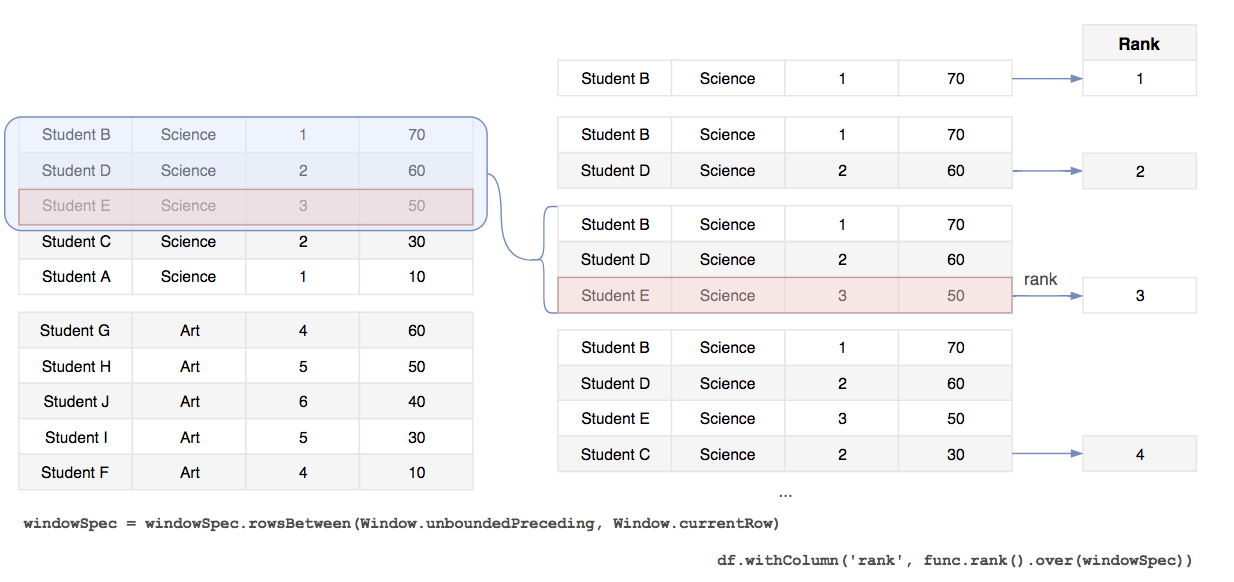 Student B Science 1 70
Student D Science 2 60
Student E Science 3 50
Student C Science 2 30
Student A Science 1 10
Student G Art 4 60
Student H Art 5 50
Student J Art 6 40
Student I Art 5 30
Student F Art 4 10
Rank
Student B Science 1 70 1
Student B Science 1 70
Student D Science 2 60 2
Student B Science 1 70
Student D Science 2 60
rank
Student E Science 3 50 3
Student B Science 1 70
Student D Science 2 60
Student E Science 3 50
Student C Science 2 30 4
...
windowSpec = windowSpec.rowsBetween(Window.unboundedPreceding, Window.currentRow)
df.withColumn('rank', func.rank().over(windowSpec))